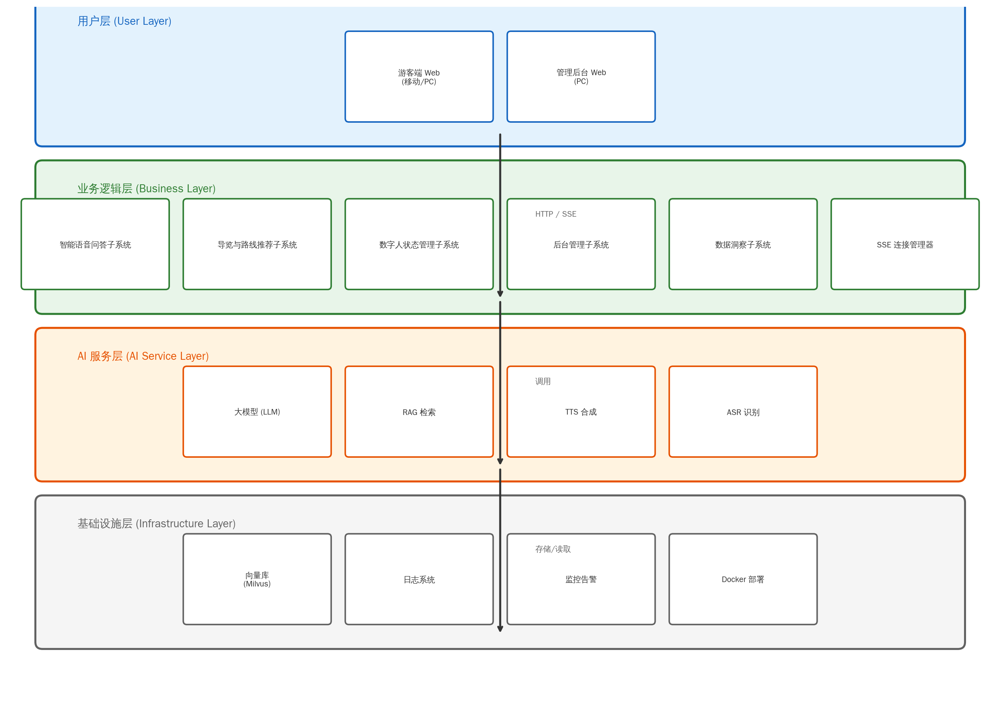 用户层 (User Layer)
游客端 Web
(移动/PC)
管理后台 Web
(PC)
业务逻辑层 (Business Layer)
智能语音问答子系统
导览与路线推荐子系统
数字人状态管理子系统
HTTP / SSE
后台管理子系统
数据洞察子系统
SSE 连接管理器
AI 服务层 (AI Service Layer)
大模型 (LLM)
RAG 检索
调用
TTS 合成
ASR 识别
基础设施层 (Infrastructure Layer)
向量库
(Milvus)
日志系统
存储/读取
监控告警
Docker 部署